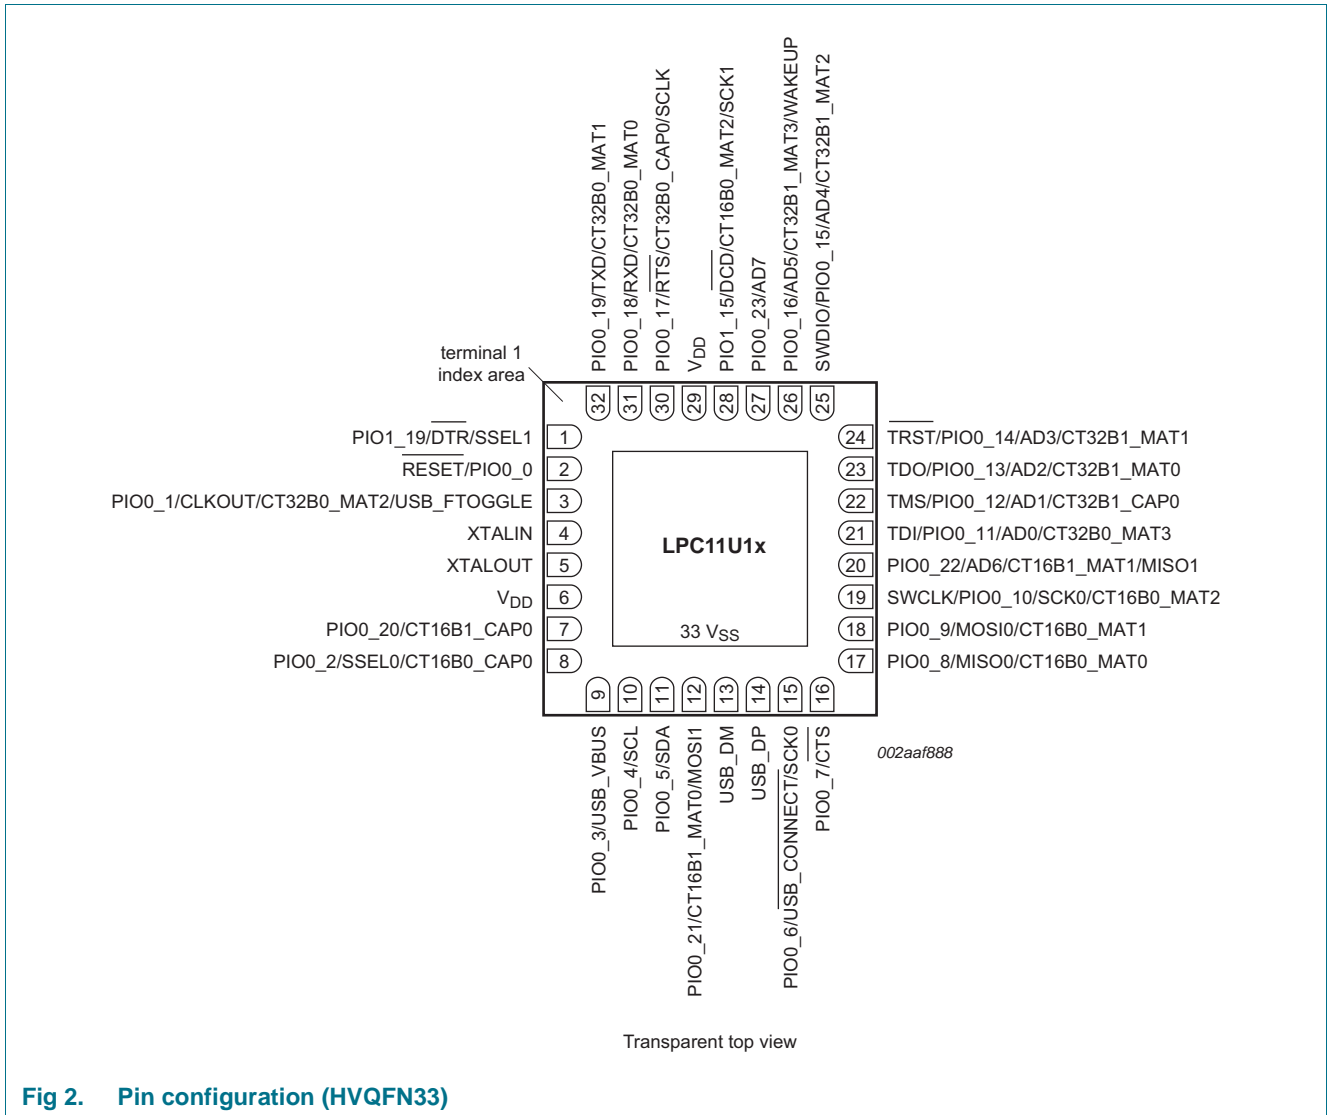 PIO0_19/TXD/CT32B0_MAT1
PIO0_18/RXD/CT32B0_MAT0
PIO0_17/RTS/CT32B0_CAP0/SCLK
VDD
PIO1_15/DCD/CT16B0_MAT2/SCK1
PIO0_23/AD7
PIO0_16/AD5/CT32B1_MAT3/WAKEUP
SWDIO/PIO0_15/AD4/CT32B1_MAT2
terminal 1
index area
32
31
30
29
28
27
26
25
PIO1_19/DTR/SSEL1 1
RESET/PIO0_0 2
PIO0_1/CLKOUT/CT32B0_MAT2/USB_FTOGGLE 3
XTALIN 4
XTALOUT 5
VDD 6
PIO0_20/CT16B1_CAP0 7
PIO0_2/SSEL0/CT16B0_CAP0 8
LPC11U1x
33 VSS
24 TRST/PIO0_14/AD3/CT32B1_MAT1
23 TDO/PIO0_13/AD2/CT32B1_MAT0
22 TMS/PIO0_12/AD1/CT32B1_CAP0
21 TDI/PIO0_11/AD0/CT32B0_MAT3
20 PIO0_22/AD6/CT16B1_MAT1/MISO1
19 SWCLK/PIO0_10/SCK0/CT16B0_MAT2
18 PIO0_9/MOSI0/CT16B0_MAT1
17 PIO0_8/MISO0/CT16B0_MAT0
9
10
11
12
13
14
15
16
PIO0_3/USB_VBUS
PIO0_4/SCL
PIO0_5/SDA
PIO0_21/CT16B1_MAT0/MOSI1
USB_DM
USB_DP
PIO0_6/USB_CONNECT/SCK0
PIO0_7/CTS
002aaf888
Transparent top view
Fig 2. Pin configuration (HVQFN33)